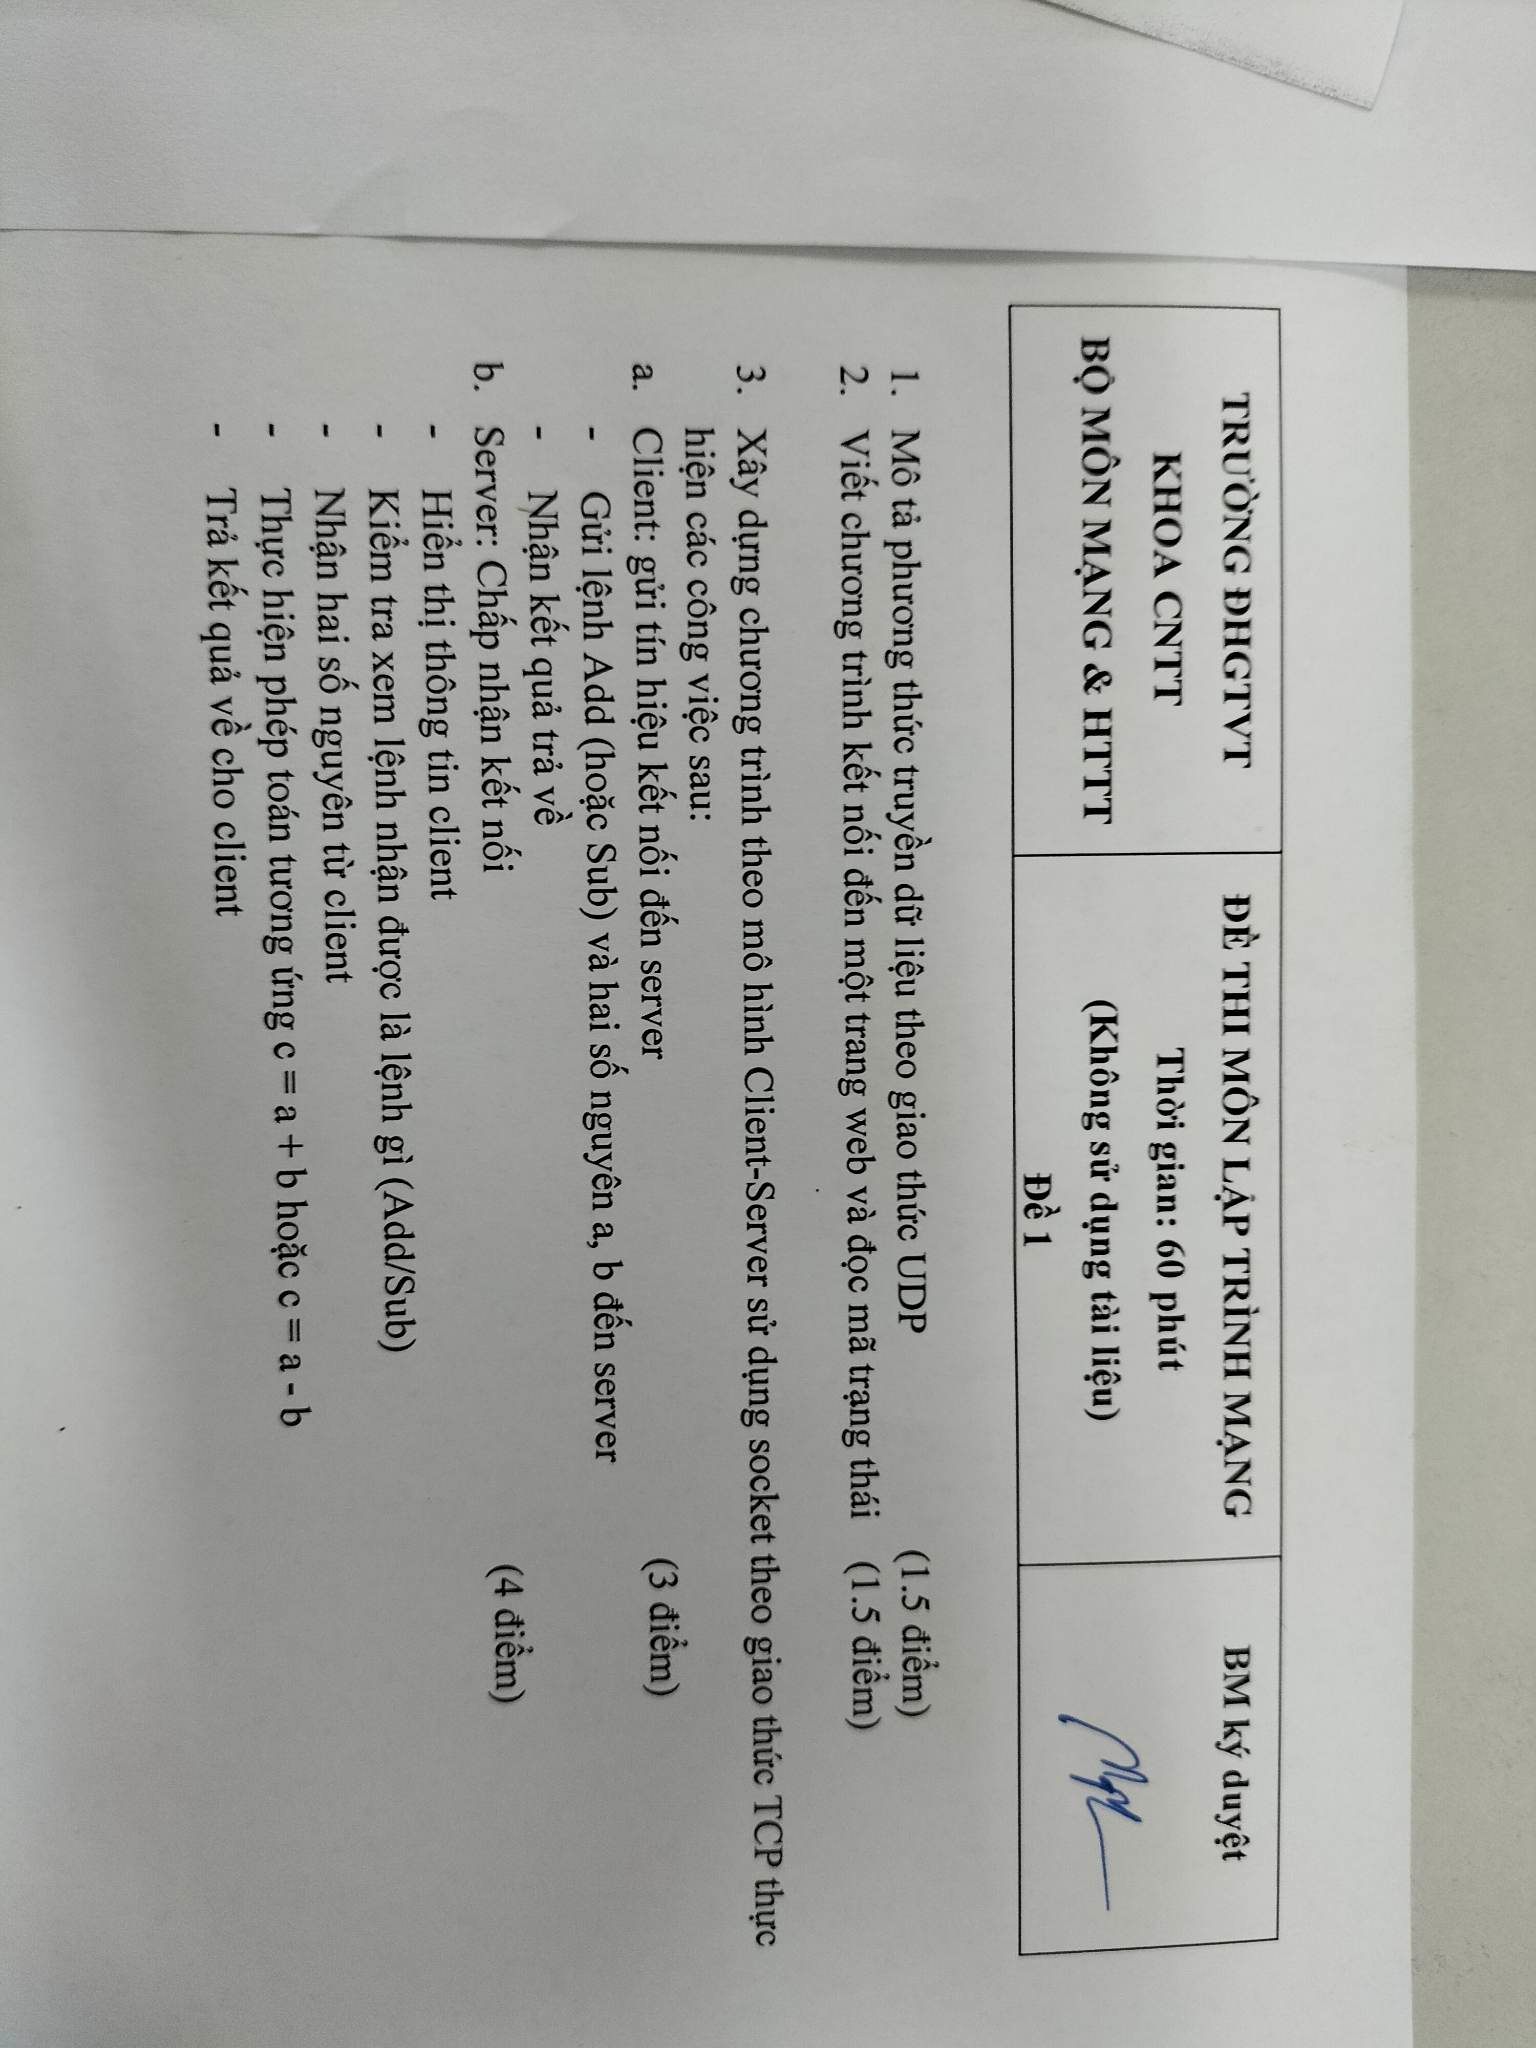 TRƯỜNG ĐHGTVT
KHOA CNTT
BỘ MÔN MẠNG & HTTT
ĐỀ THI MÔN LẬP TRÌNH MẠNG
Thời gian: 60 phút
(Không sử dụng tài liệu)
Đề 1
BM ký duyệt
1. Mô tả phương thức truyền dữ liệu theo giao thức UDP (1.5 điểm)
2. Viết chương trình kết nối đến một trang web và đọc mã trạng thái (1.5 điểm)
3. Xây dựng chương trình theo mô hình Client-Server sử dụng socket theo giao thức TCP thực
hiện các công việc sau:
a. Client: gửi tín hiệu kết nối đến server (3 điểm)
- Gửi lệnh Add (hoặc Sub) và hai số nguyên a, b đến server
- Nhận kết quả trả về
b. Server: Chấp nhận kết nối (4 điểm)
- Hiển thị thông tin client
- Kiểm tra xem lệnh nhận được là lệnh gì (Add/Sub)
- Nhận hai số nguyên từ client
- Thực hiện phép toán tương ứng c = a + b hoặc c = a - b
- Trả kết quả về cho client